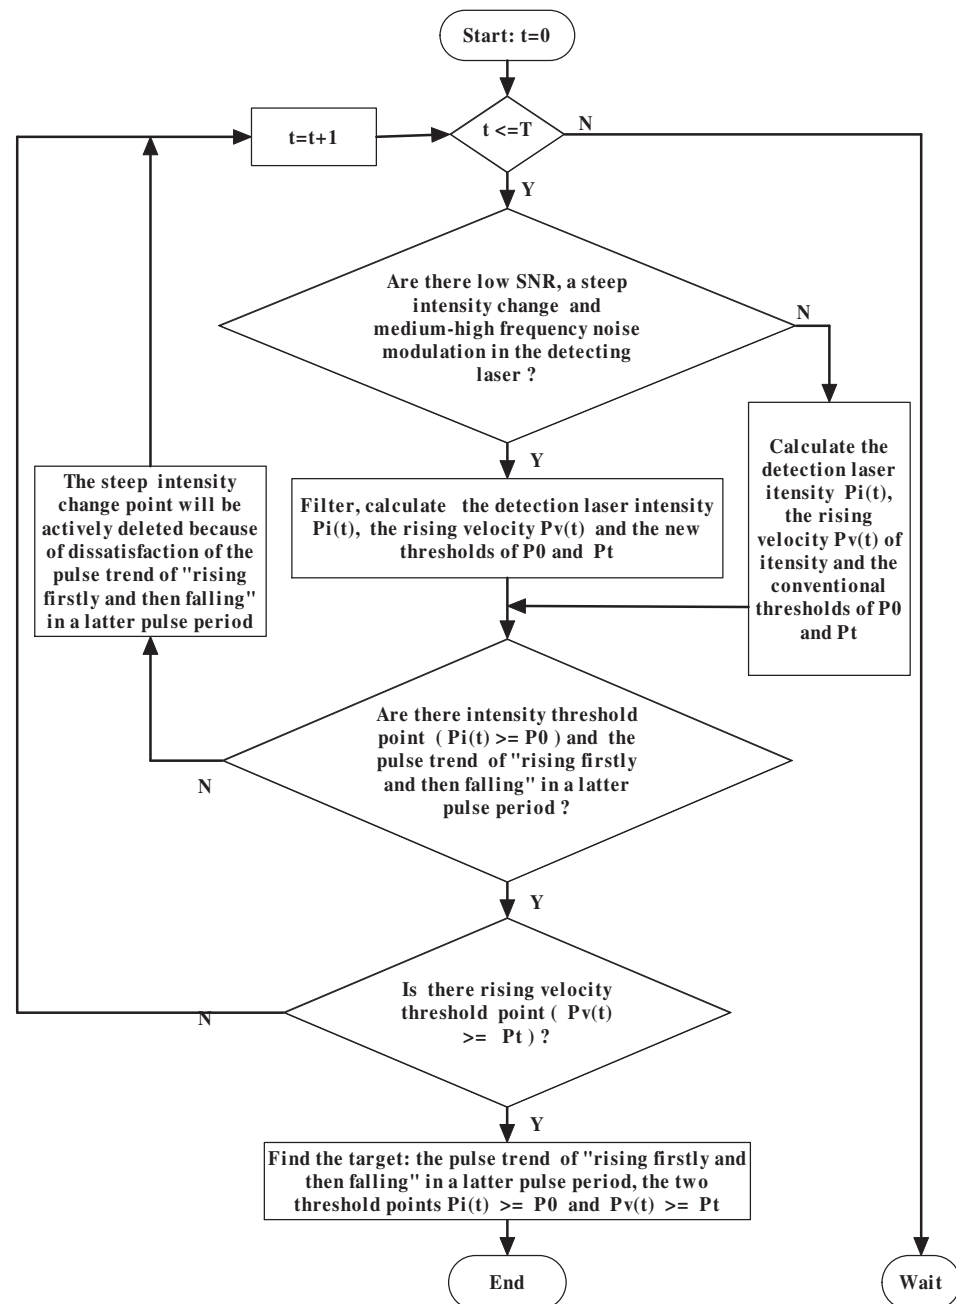 Start: t=0
t=t+1
t <=T
N
Y
Are there low SNR, a steep
intensity change and
medium-high frequency noise
modulation in the detecting
laser ?
N
Y
Calculate the
detection laser
itensity Pi(t),
the rising
velocity Pv(t) of
itensity and the
conventional
thresholds of P0
and Pt
The steep intensity
change point will be
actively deleted because
of dissatisfaction of the
pulse trend of "rising
firstly and then falling"
in a latter pulse period
Filter, calculate the detection laser intensity
Pi(t), the rising velocity Pv(t) and the new
thresholds of P0 and Pt
Are there intensity threshold
point ( Pi(t) >= P0 ) and the
pulse trend of "rising firstly
and then falling" in a latter
pulse period ?
N
Y
Is there rising velocity
threshold point ( Pv(t)
>= Pt ) ?
N
Y
Find the target: the pulse trend of "rising firstly and
then falling" in a latter pulse period, the two
threshold points Pi(t) >= P0 and Pv(t) >= Pt
End
Wait